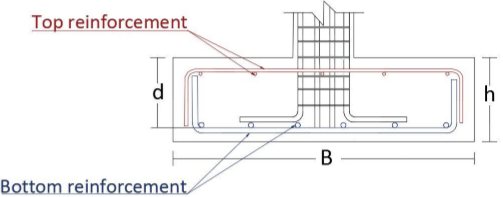 Top reinforcement
d
h
B
Bottom reinforcement